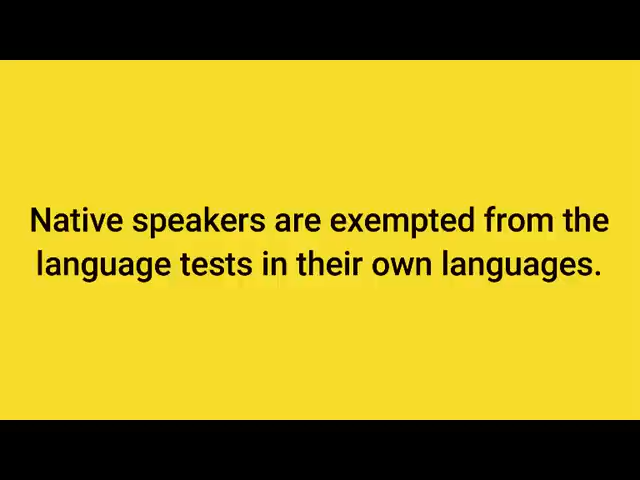 Native speakers are exempted from the
language tests in their own languages.